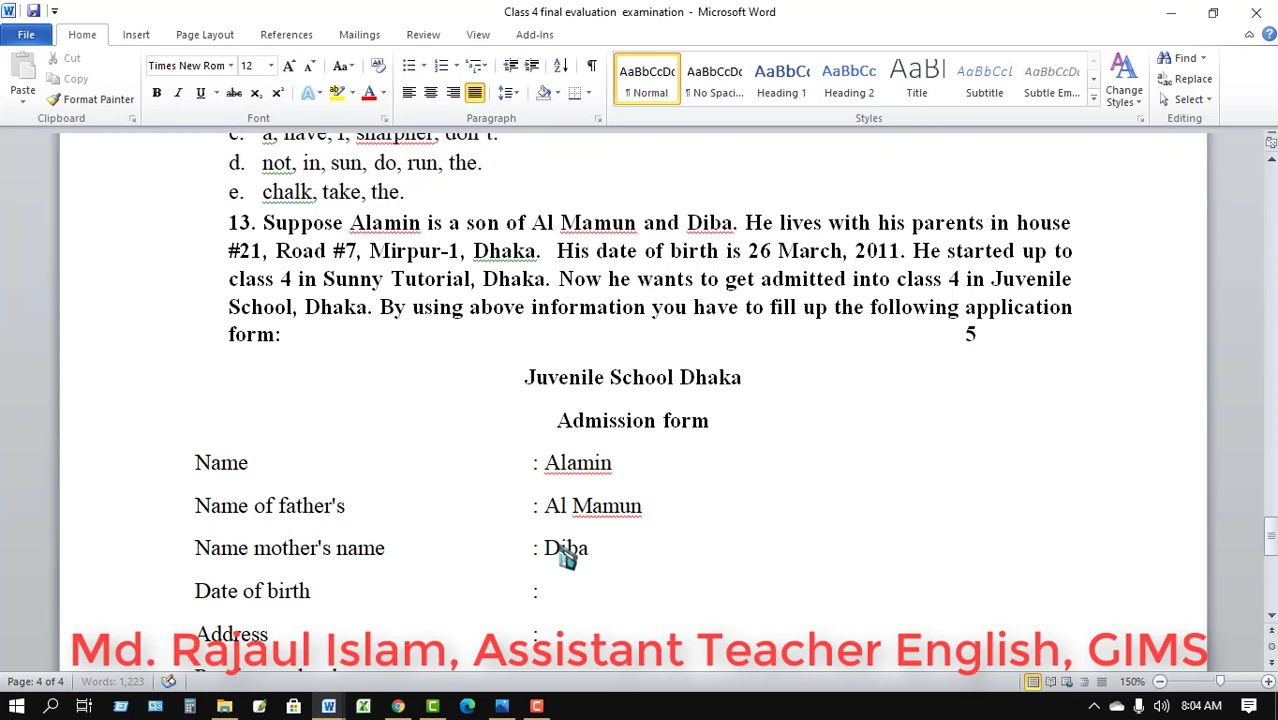 Class 4 final evaluation  examination  -  Microsoft Word
File Home Insert Page Layout References Mailings Review View Add-Ins
Paste
Cut
Copy
Format Painter
Clipboard
Times New Rom 12
Font
Paragraph
AaBbCcDc AaBbCcDc AaBbCc AaBbCc AaBl AaBbCcL AaBbCcDc
¶ Normal ¶ No Spaci... Heading 1 Heading 2 Title Subtitle Subtle Em...
Change Styles
Styles
Find
Replace
Select
Editing
c. a, have, I, sharpner, don't.
d. not, in, sun, do, run, the.
e. chalk, take, the.
13. Suppose Alamin is a son of Al Mamun and Diba. He lives with his parents in house
#21, Road #7, Mirpur-1, Dhaka.  His date of birth is 26 March, 2011. He started up to
class 4 in Sunny Tutorial, Dhaka. Now he wants to get admitted into class 4 in Juvenile
School, Dhaka. By using above information you have to fill up the following application
form: 5
Juvenile School Dhaka
Admission form
Name : Alamin
Name of father's : Al Mamun
Name mother's name : Diba
Date of birth :
Address :
Md. Rajaul Islam, Assistant Teacher English, GIMS
Page: 4 of 4 Words: 1,223 150%
8:04 AM